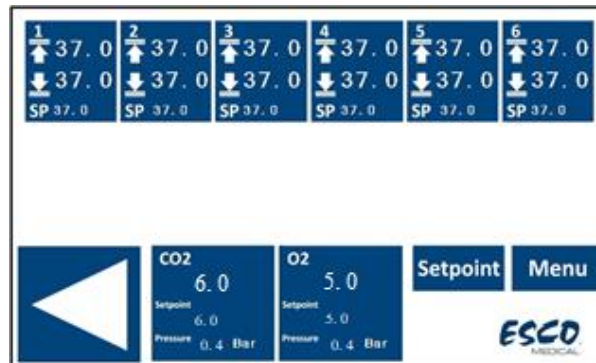 1 2 3 4 5 6
37.0 37.0 37.0 37.0 37.0 37.0
37.0 37.0 37.0 37.0 37.0 37.0
SP 37.0 SP 37.0 SP 37.0 SP 37.0 SP 37.0 SP 37.0
CO2
6.0
Setpoint
6.0
Pressure 0.4 Bar
O2
5.0
Setpoint
5.0
Pressure 0.4 Bar
Setpoint
Menu
ESCO
MEDICAL